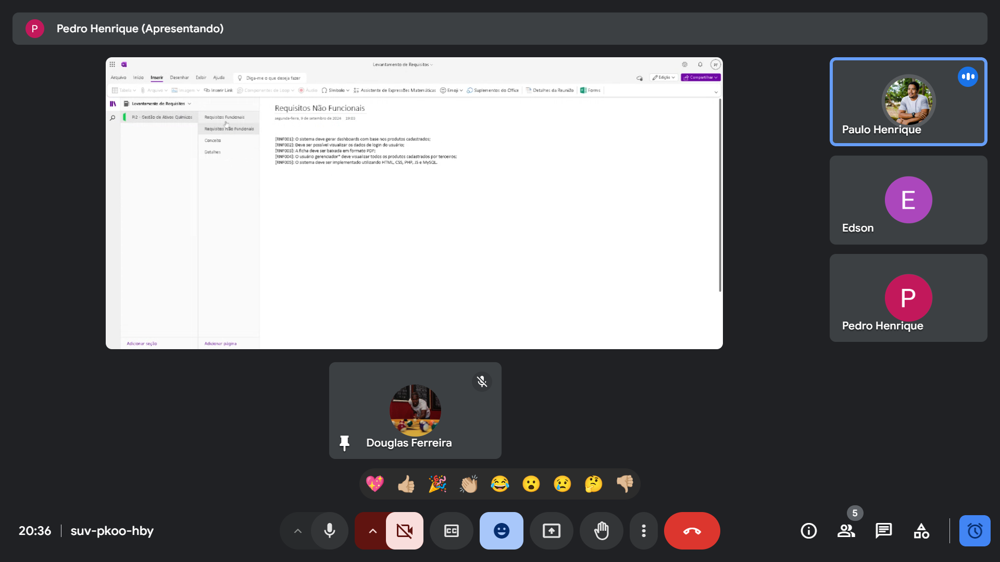 P
Pedro Henrique (Apresentando)
Levantamento de Requisitos
PF
Arquivo Início Inserir Desenhar Exibir Ajuda Diga-me o que deseja fazer
Edição Compartilhar
Tabela Arquivo Imagem Inserir Link Componentes de Loop Áudio Símbolo Assistente de Expressões Matemáticas Emoji Suplementos do Office Detalhes da Reunião Forms
Levantamento de Requisitos
PI2 - Gestão de Ativos Químicos
Requisitos Funcionais
Requisitos Não Funcionais
Conceito
Detalhes
Adicionar seção
Adicionar página
Requisitos Não Funcionais
segunda-feira, 9 de setembro de 2024 19:03
[RNF001]: O sistema deve gerar dashboards com base nos produtos cadastrados;
[RNF002]: Deve ser possível visualizar os dados de login do usuário;
[RNF003]: A ficha deve ser baixada em formato PDF;
[RNF004]: O usuário gerenciador* deve visualizar todos os produtos cadastrados por terceiros;
[RNF005]: O sistema deve ser implementado utilizando HTML, CSS, PHP, JS e MySQL.
Paulo Henrique
E
Edson
P
Pedro Henrique
Douglas Ferreira
20:36 suv-pkoo-hby
CC
5